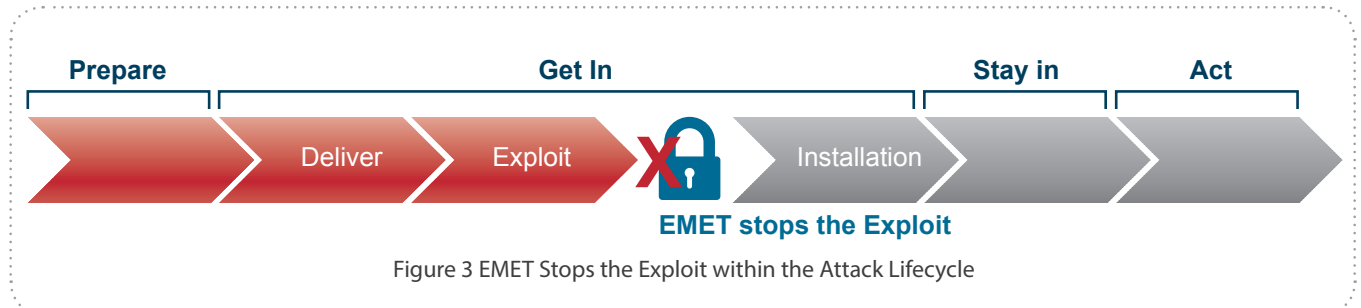 Prepare Get In Stay in Act
Deliver Exploit X Installation
EMET stops the Exploit
Figure 3 EMET Stops the Exploit within the Attack Lifecycle